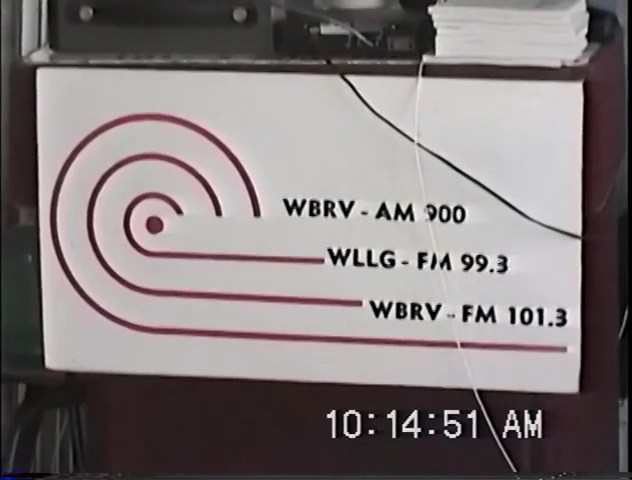 WBRV - AM 900
WLLG - FM 99.3
WBRV - FM 101.3
10:14:51 AM